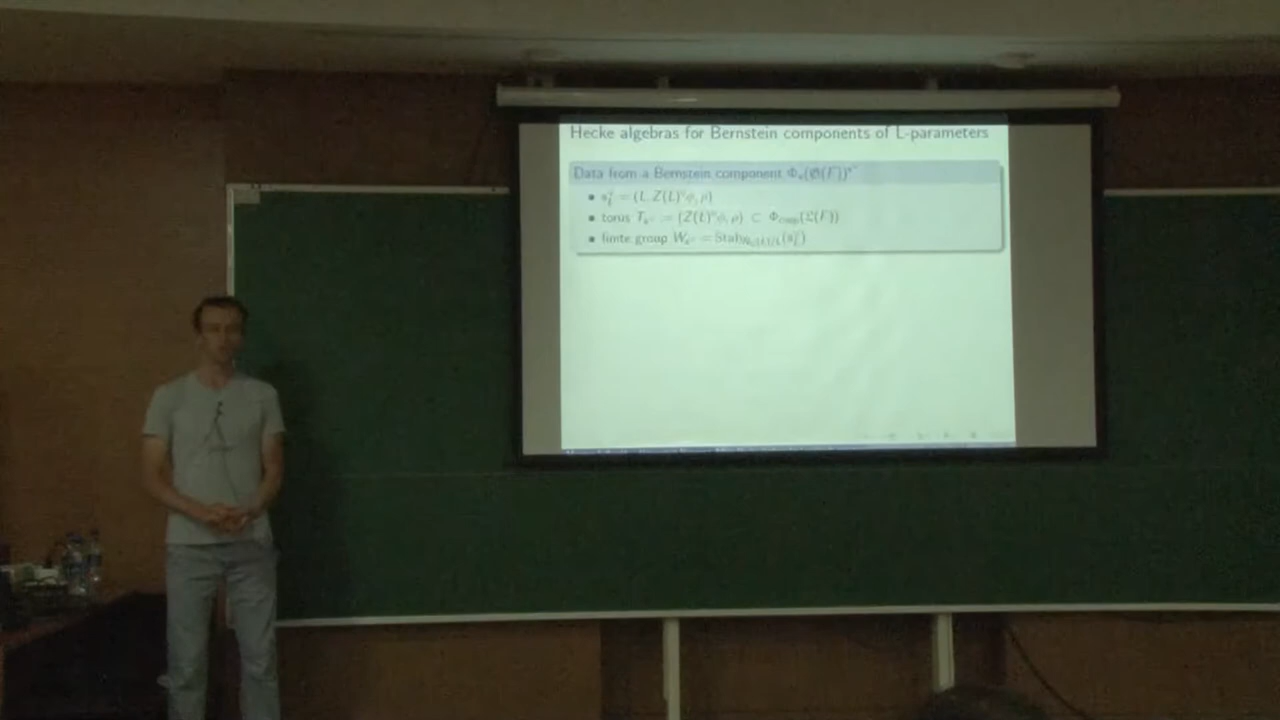 Hecke algebras for Bernstein components of L-parameters
Data from a Bernstein component Φₑ(𝒢(F))^𝔰^∨
• 𝔰_L^∨ = (L, Z(L)°φ, ρ)
• torus T_𝔰^∨ := (Z(L)°φ, ρ) ⊂ Φ_cusp(𝓛(F))
• finite group W_𝔰^∨ = Stab (𝔰_L^∨)